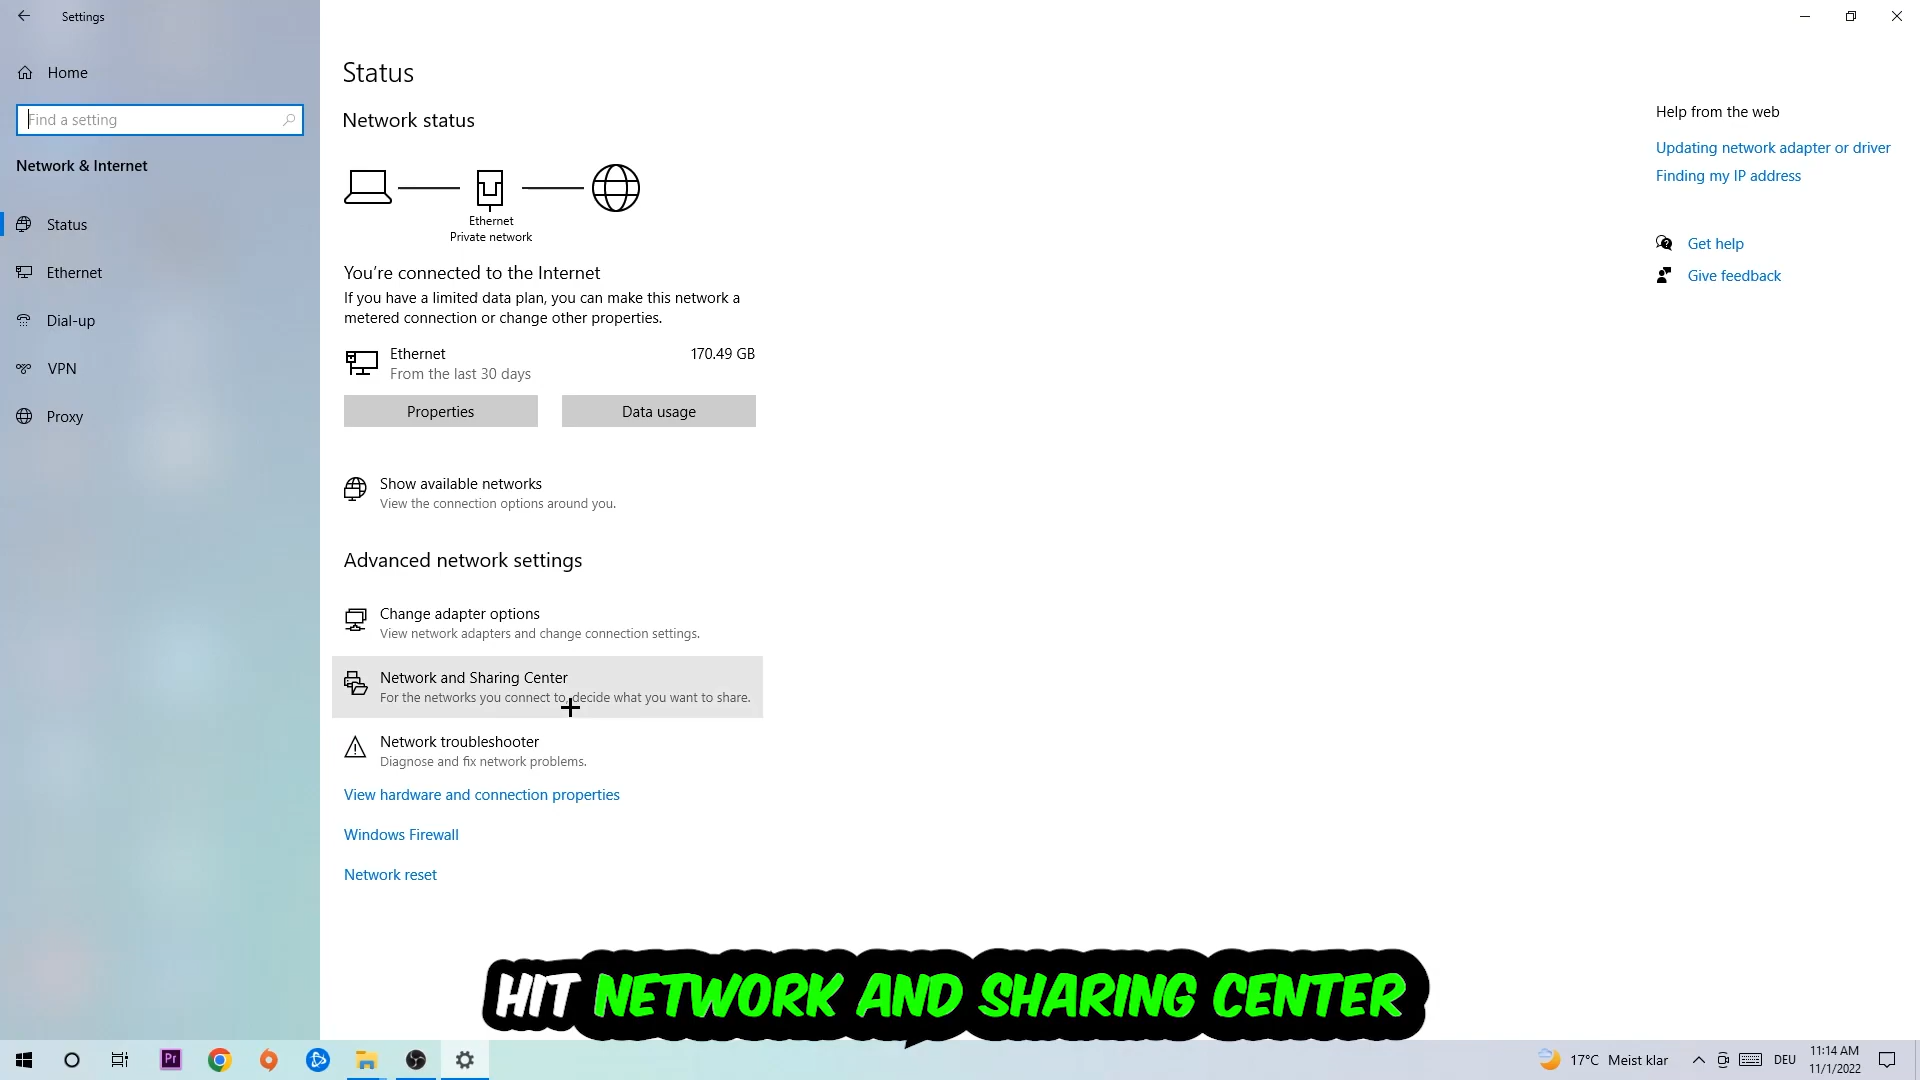 Settings
Home
Find a setting
Network & Internet
Status
Ethernet
Dial-up
VPN
Proxy
Status
Network status
Ethernet
Private network
You're connected to the Internet
If you have a limited data plan, you can make this network a
metered connection or change other properties.
Ethernet
170.49 GB
From the last 30 days
Properties
Data usage
Show available networks
View the connection options around you.
Advanced network settings
Change adapter options
View network adapters and change connection settings.
Network and Sharing Center
For the networks you connect to, decide what you want to share.
Network troubleshooter
Diagnose and fix network problems.
View hardware and connection properties
Windows Firewall
Network reset
Help from the web
Updating network adapter or driver
Finding my IP address
Get help
Give feedback
HIT NETWORK AND SHARING CENTER
Pr
17°C Meist klar
DEU
11:14 AM
11/1/2022